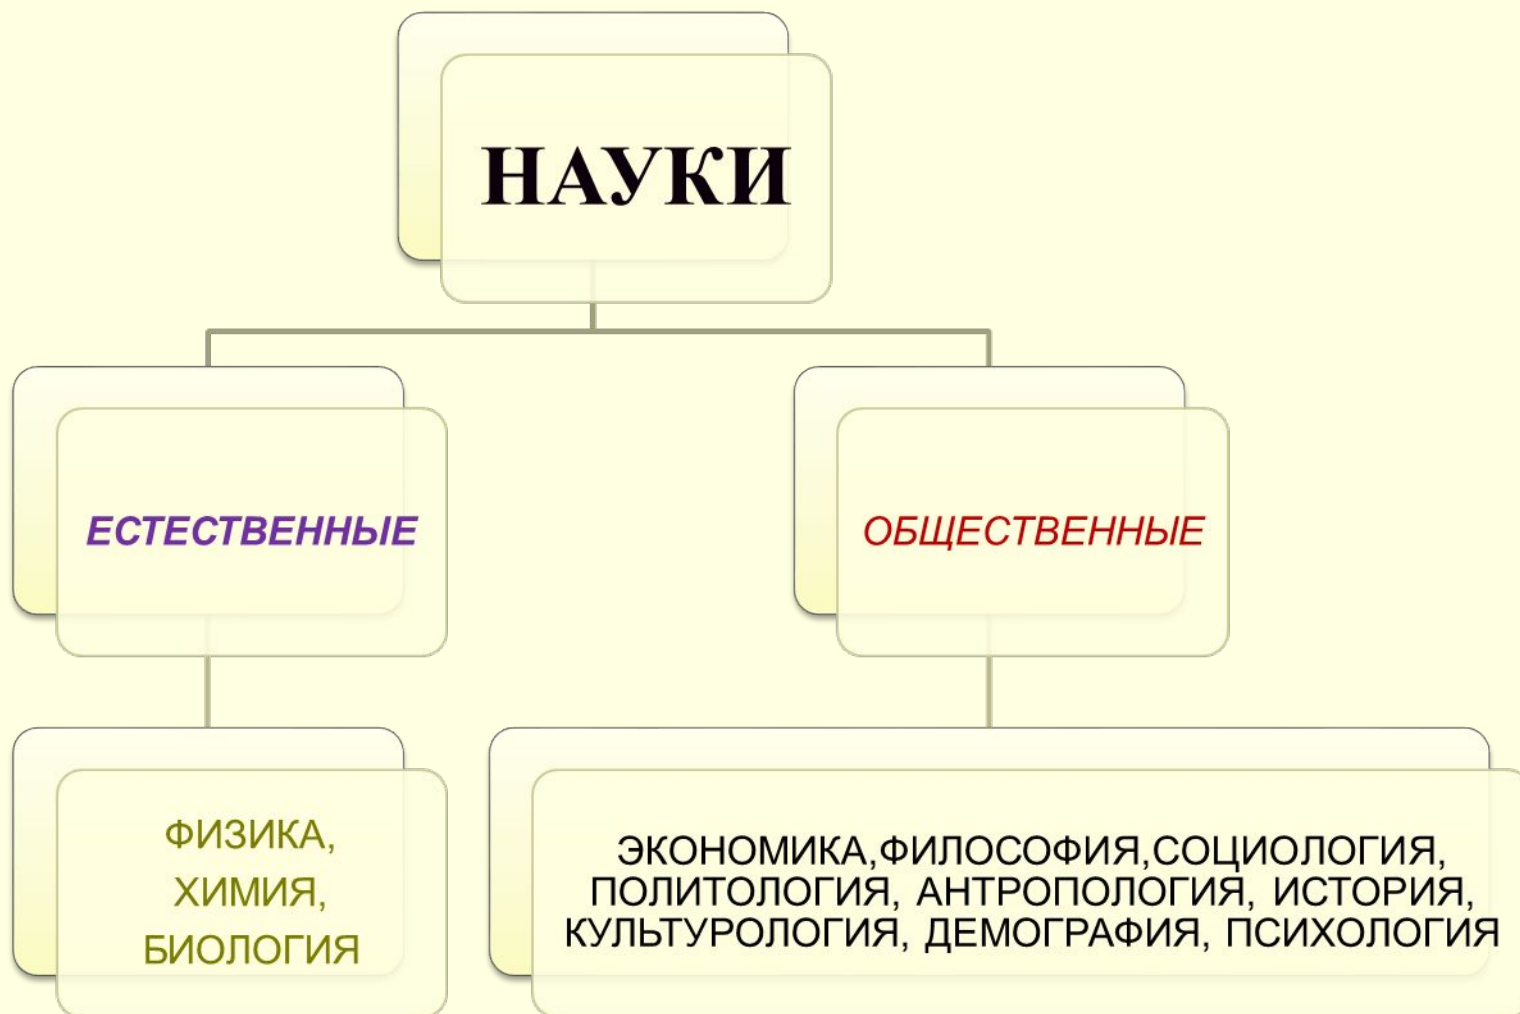 НАУКИ
ЕСТЕСТВЕННЫЕ
ОБЩЕСТВЕННЫЕ
ФИЗИКА,
ХИМИЯ,
БИОЛОГИЯ
ЭКОНОМИКА,ФИЛОСОФИЯ,СОЦИОЛОГИЯ,
ПОЛИТОЛОГИЯ, АНТРОПОЛОГИЯ, ИСТОРИЯ,
КУЛЬТУРОЛОГИЯ, ДЕМОГРАФИЯ, ПСИХОЛОГИЯ